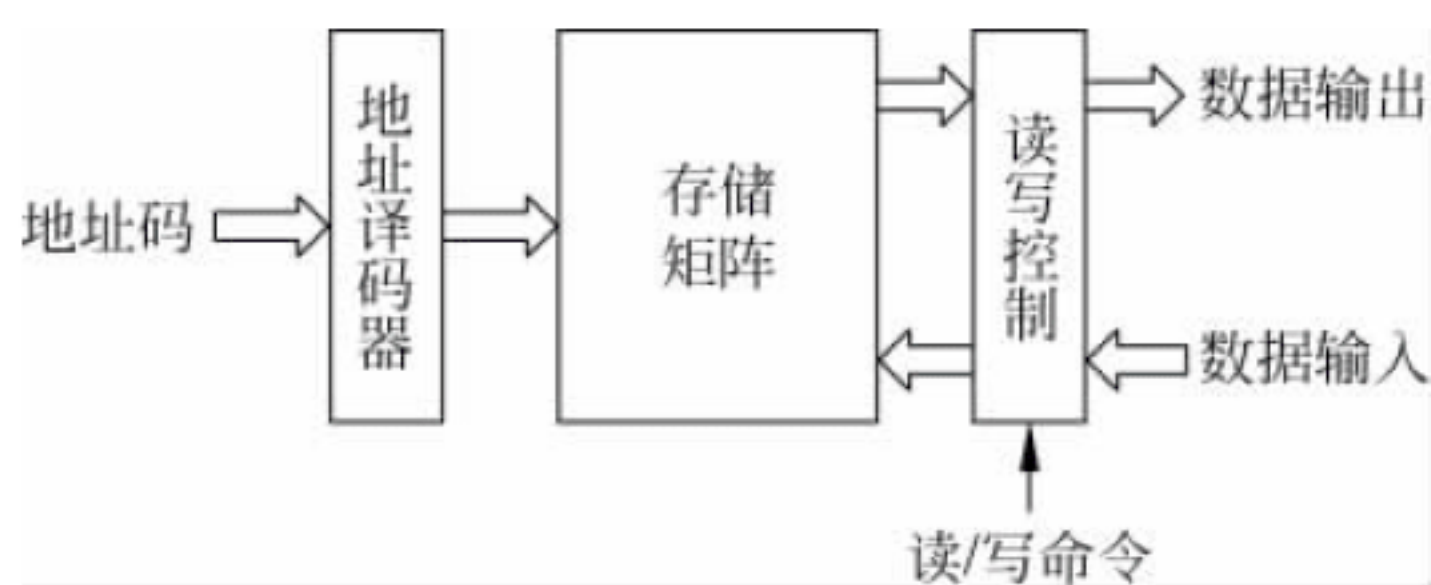 地址码
地址译码器
存储
矩阵
读写控制
数据输出
数据输入
读/写命令